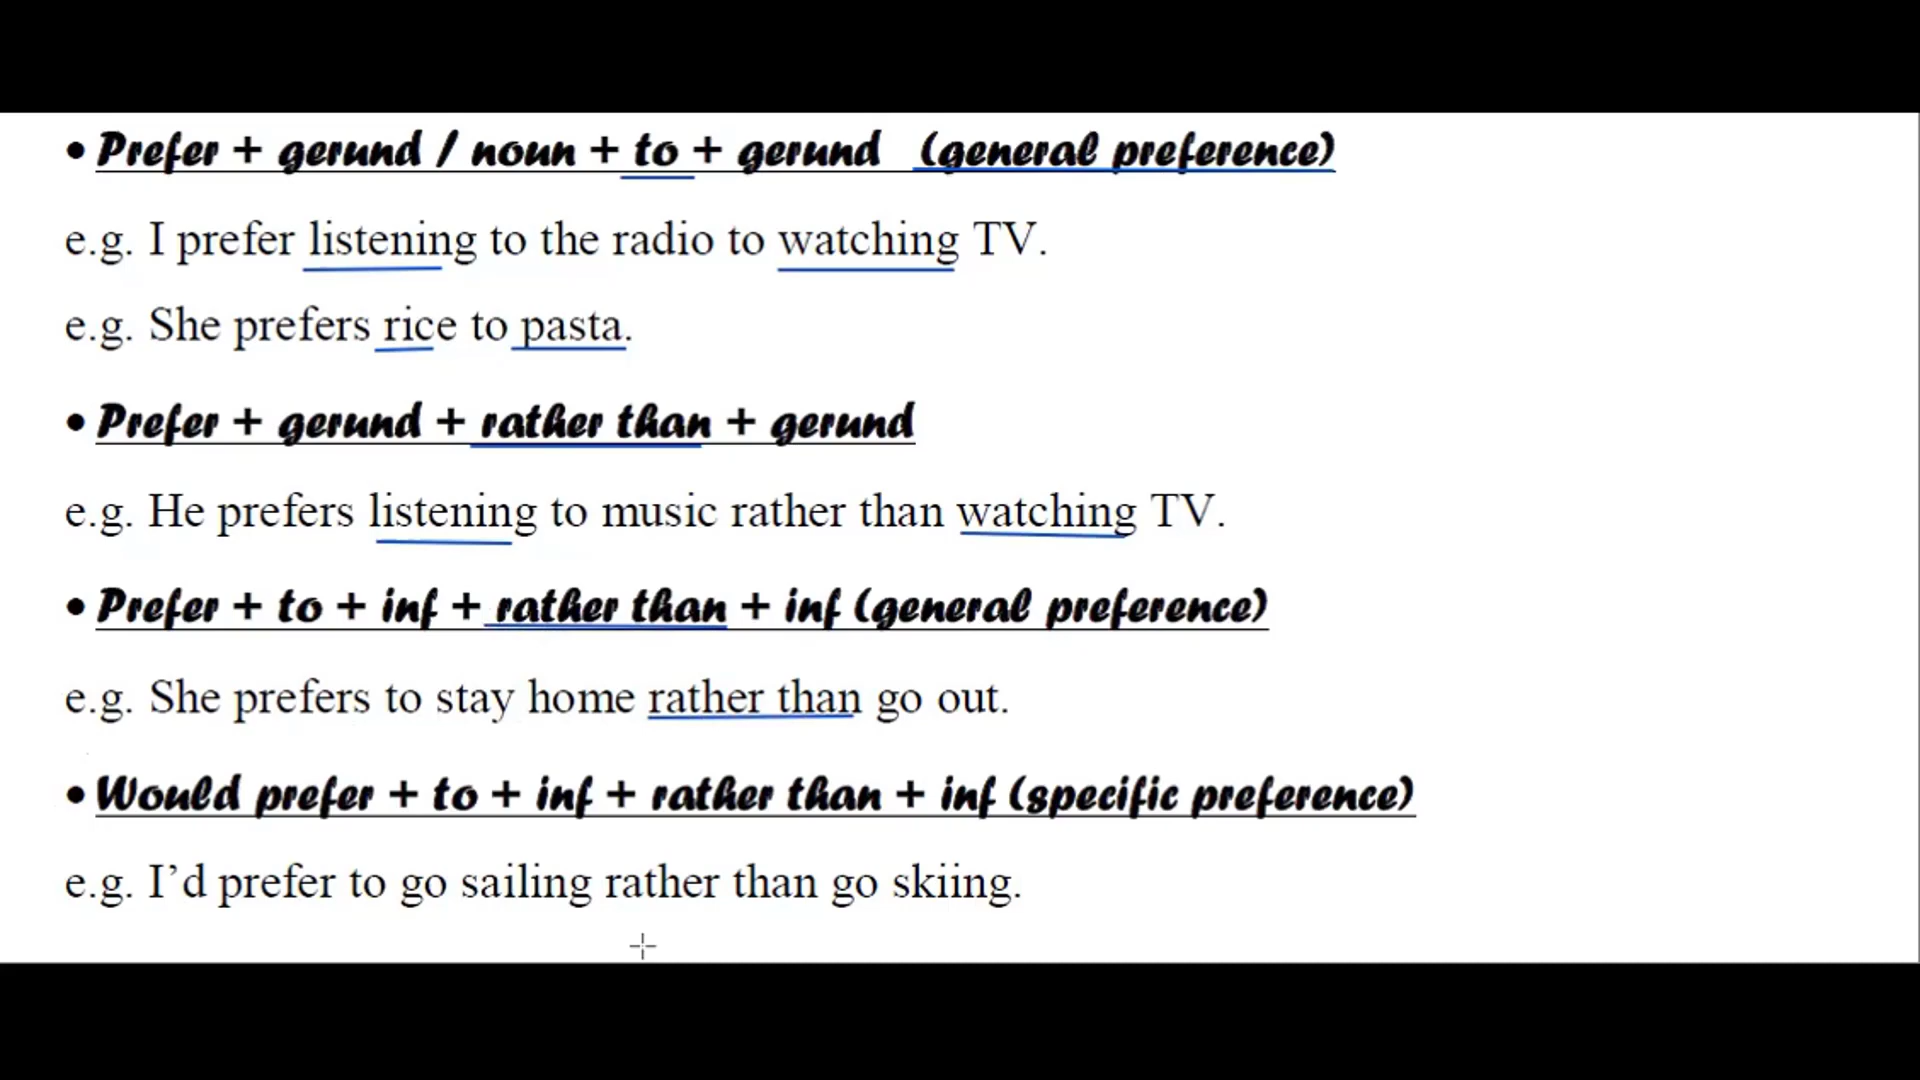 • Prefer + gerund / noun + to + gerund (general preference)
e.g. I prefer listening to the radio to watching TV.
e.g. She prefers rice to pasta.
• Prefer + gerund + rather than + gerund
e.g. He prefers listening to music rather than watching TV.
• Prefer + to + inf + rather than + inf (general preference)
e.g. She prefers to stay home rather than go out.
• Would prefer + to + inf + rather than + inf (specific preference)
e.g. I’d prefer to go sailing rather than go skiing.